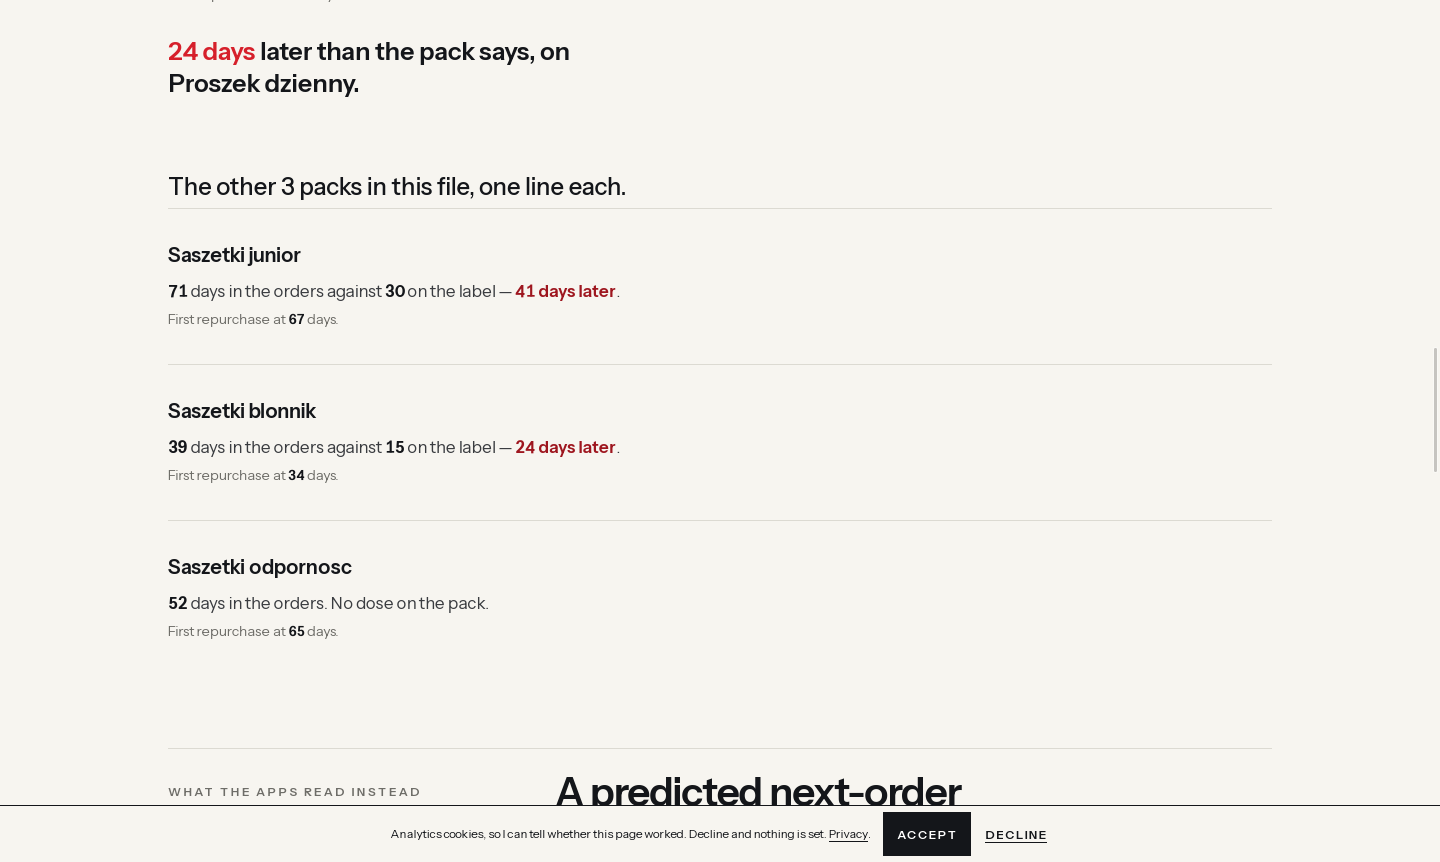 24 days later than the pack says, on
Proszek dzienny.
The other 3 packs in this file, one line each.
Saszetki junior
71 days in the orders against 30 on the label — 41 days later.
First repurchase at 67 days.
Saszetki blonnik
39 days in the orders against 15 on the label — 24 days later.
First repurchase at 34 days.
Saszetki odpornosc
52 days in the orders. No dose on the pack.
First repurchase at 65 days.
WHAT THE APPS READ INSTEAD
A predicted next-order
Analytics cookies, so I can tell whether this page worked. Decline and nothing is set. Privacy.
ACCEPT
DECLINE